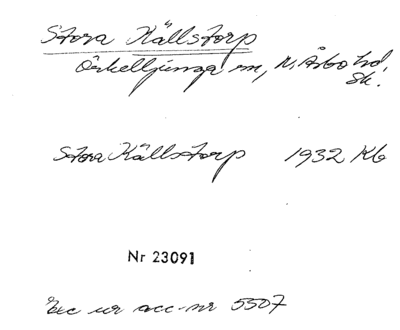 Stora Källstorp
Örkelljunga sn, N. Åsbo hd,
Sk.
Stora Källstorp 1932 Kb
Nr 23091
Exc ur acc-nr 5507